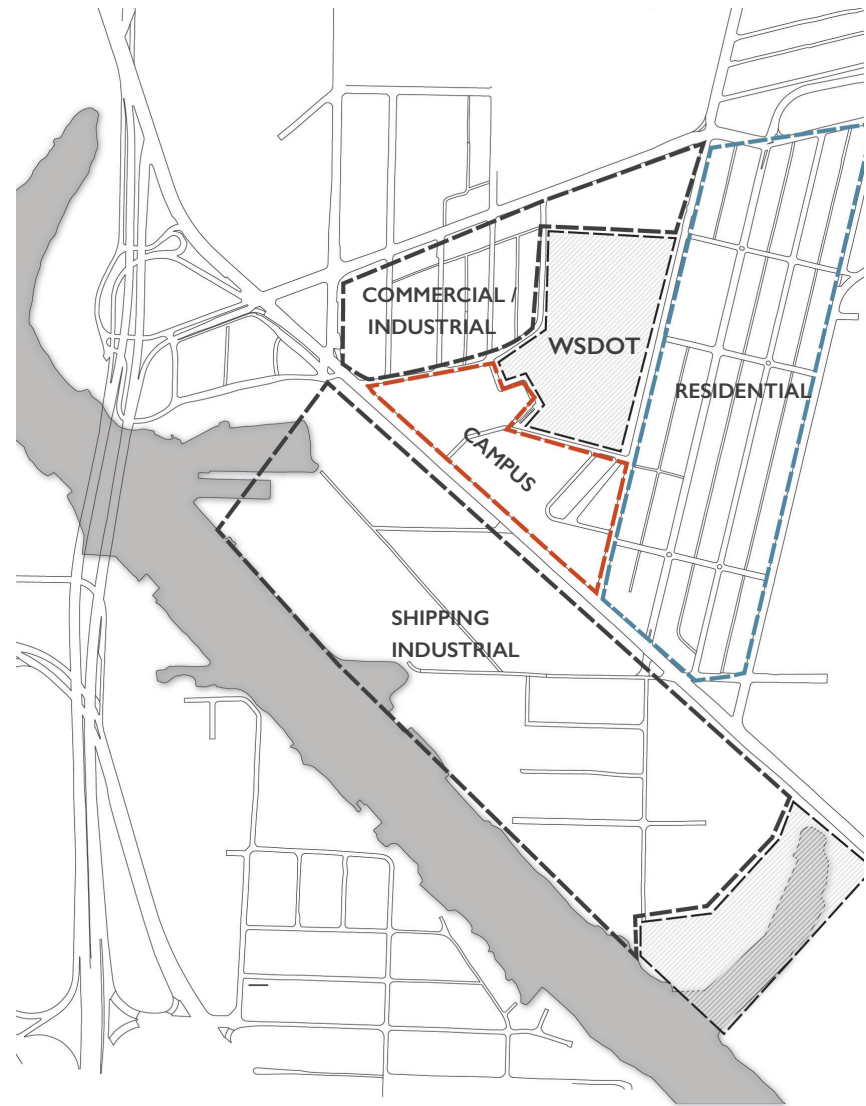 COMMERCIAL /
INDUSTRIAL
WSDOT
RESIDENTIAL
CAMPUS
SHIPPING
INDUSTRIAL